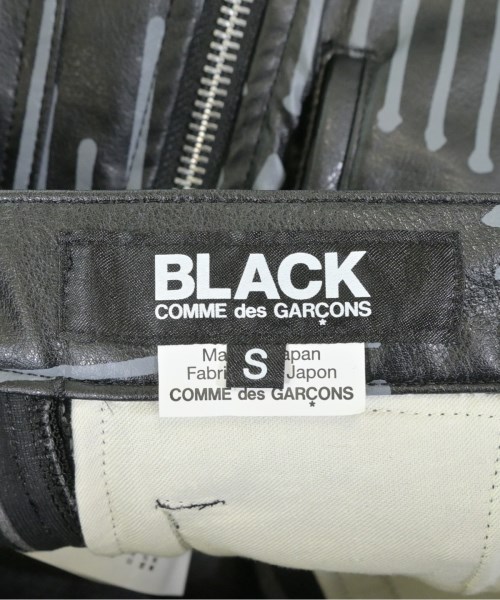 BLACK
COMME des GARÇONS
Ma Japan
S
Fabri Japon
COMME des GARÇONS